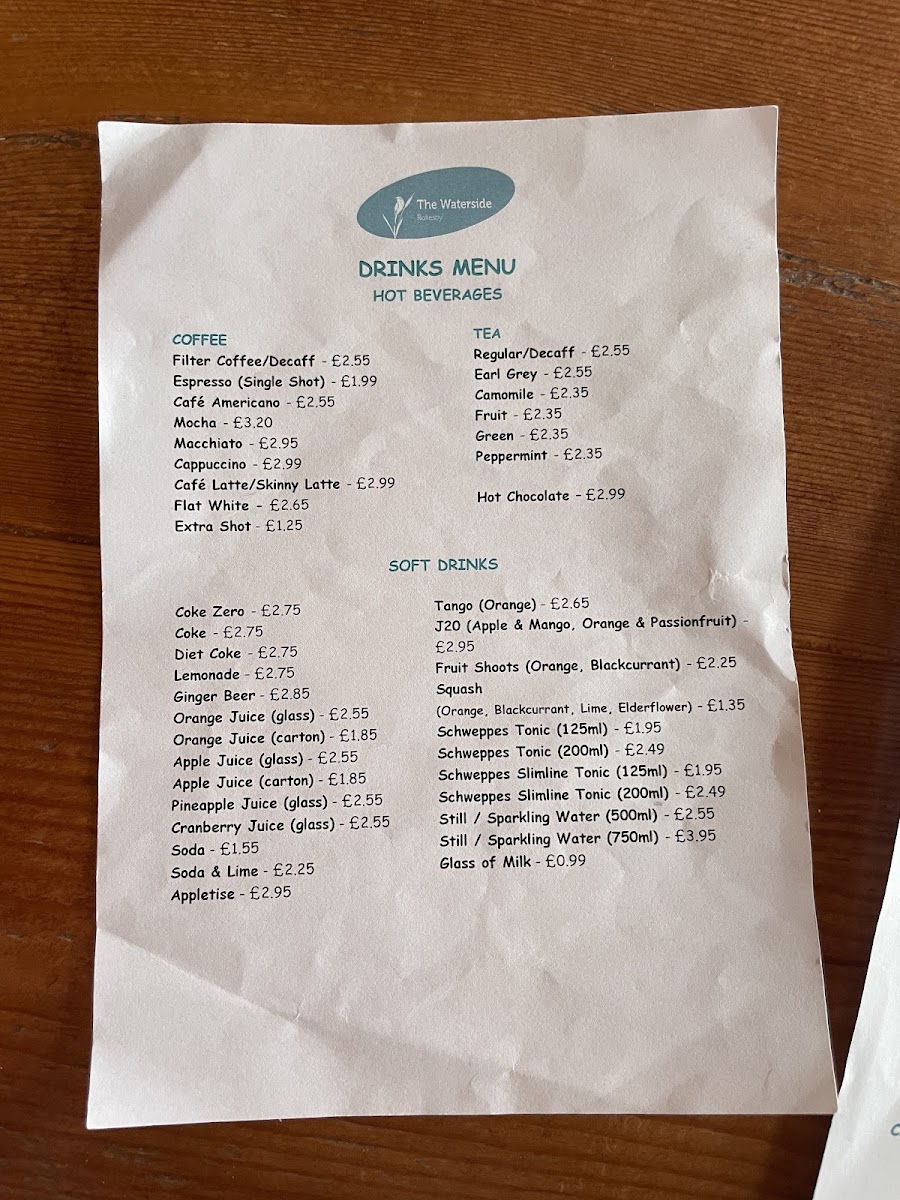 The Waterside
Rollesby
DRINKS MENU
HOT BEVERAGES
COFFEE
Filter Coffee/Decaff - £2.55
Espresso (Single Shot) - £1.99
Café Americano - £2.55
Mocha - £3.20
Macchiato - £2.95
Cappuccino - £2.99
Café Latte/Skinny Latte - £2.99
Flat White - £2.65
Extra Shot - £1.25
TEA
Regular/Decaff - £2.55
Earl Grey - £2.55
Camomile - £2.35
Fruit - £2.35
Green - £2.35
Peppermint - £2.35
Hot Chocolate - £2.99
SOFT DRINKS
Coke Zero - £2.75
Coke - £2.75
Diet Coke - £2.75
Lemonade - £2.75
Ginger Beer - £2.85
Orange Juice (glass) - £2.55
Orange Juice (carton) - £1.85
Apple Juice (glass) - £2.55
Apple Juice (carton) - £1.85
Pineapple Juice (glass) - £2.55
Cranberry Juice (glass) - £2.55
Soda - £1.55
Soda & Lime - £2.25
Appletise - £2.95
Tango (Orange) - £2.65
J20 (Apple & Mango, Orange & Passionfruit) -
£2.95
Fruit Shoots (Orange, Blackcurrant) - £2.25
Squash
(Orange, Blackcurrant, Lime, Elderflower) - £1.35
Schweppes Tonic (125ml) - £1.95
Schweppes Tonic (200ml) - £2.49
Schweppes Slimline Tonic (125ml) - £1.95
Schweppes Slimline Tonic (200ml) - £2.49
Still / Sparkling Water (500ml) - £2.55
Still / Sparkling Water (750ml) - £3.95
Glass of Milk - £0.99